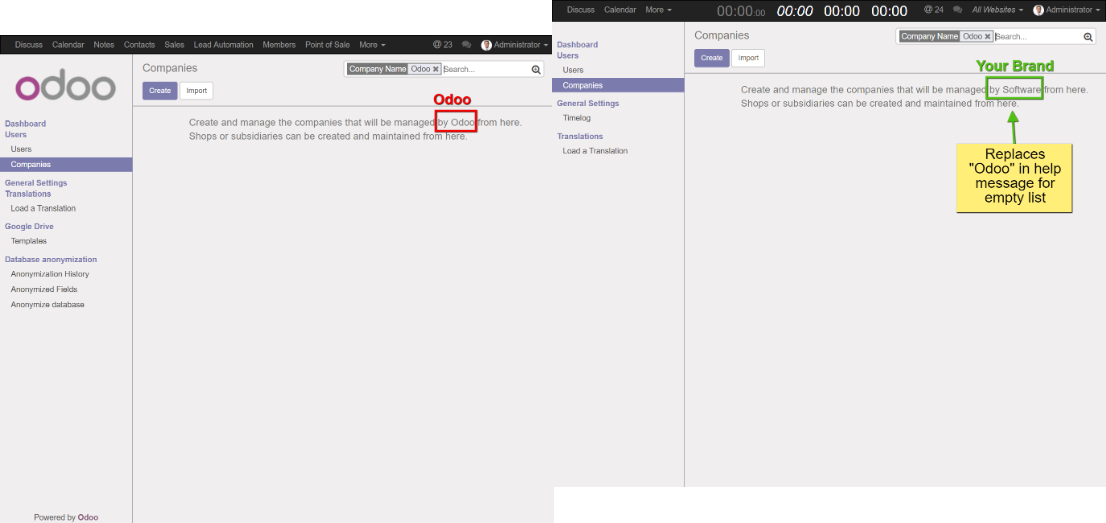 Discuss Calendar Notes Contacts Sales Lead Automation Members Point of Sale More @ 23 Administrator
odoo
Companies
Company Name Odoo Search...
Create Import
Odoo
Create and manage the companies that will be managed by Odoo from here.
Shops or subsidiaries can be created and maintained from here.
Dashboard
Users
Users
Companies
General Settings
Translations
Load a Translation
Google Drive
Templates
Database anonymization
Anonymization History
Anonymized Fields
Anonymize database
Powered by Odoo
Discuss Calendar More 00:00:00 00:00 00:00 00:00 @ 24 All Websites Administrator
Dashboard
Users
Users
Companies
General Settings
Timelog
Translations
Load a Translation
Companies
Company Name Odoo Search...
Create Import
Your Brand
Create and manage the companies that will be managed by Software from here.
Shops or subsidiaries can be created and maintained from here.
Replaces
"Odoo" in help
message for
empty list